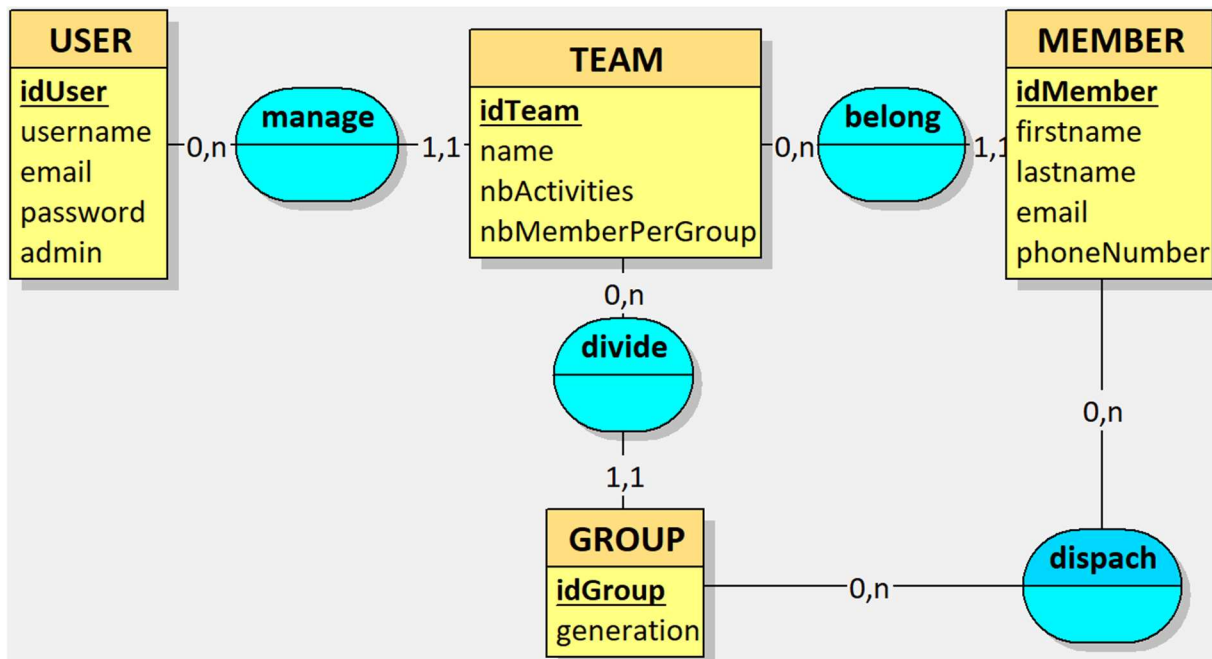 USER
idUser
username
email
password
admin
0,n
manage
1,1
TEAM
idTeam
name
nbActivities
nbMemberPerGroup
0,n
belong
1,1
MEMBER
idMember
firstname
lastname
email
phoneNumber
0,n
divide
1,1
GROUP
idGroup
generation
0,n
dispach
0,n